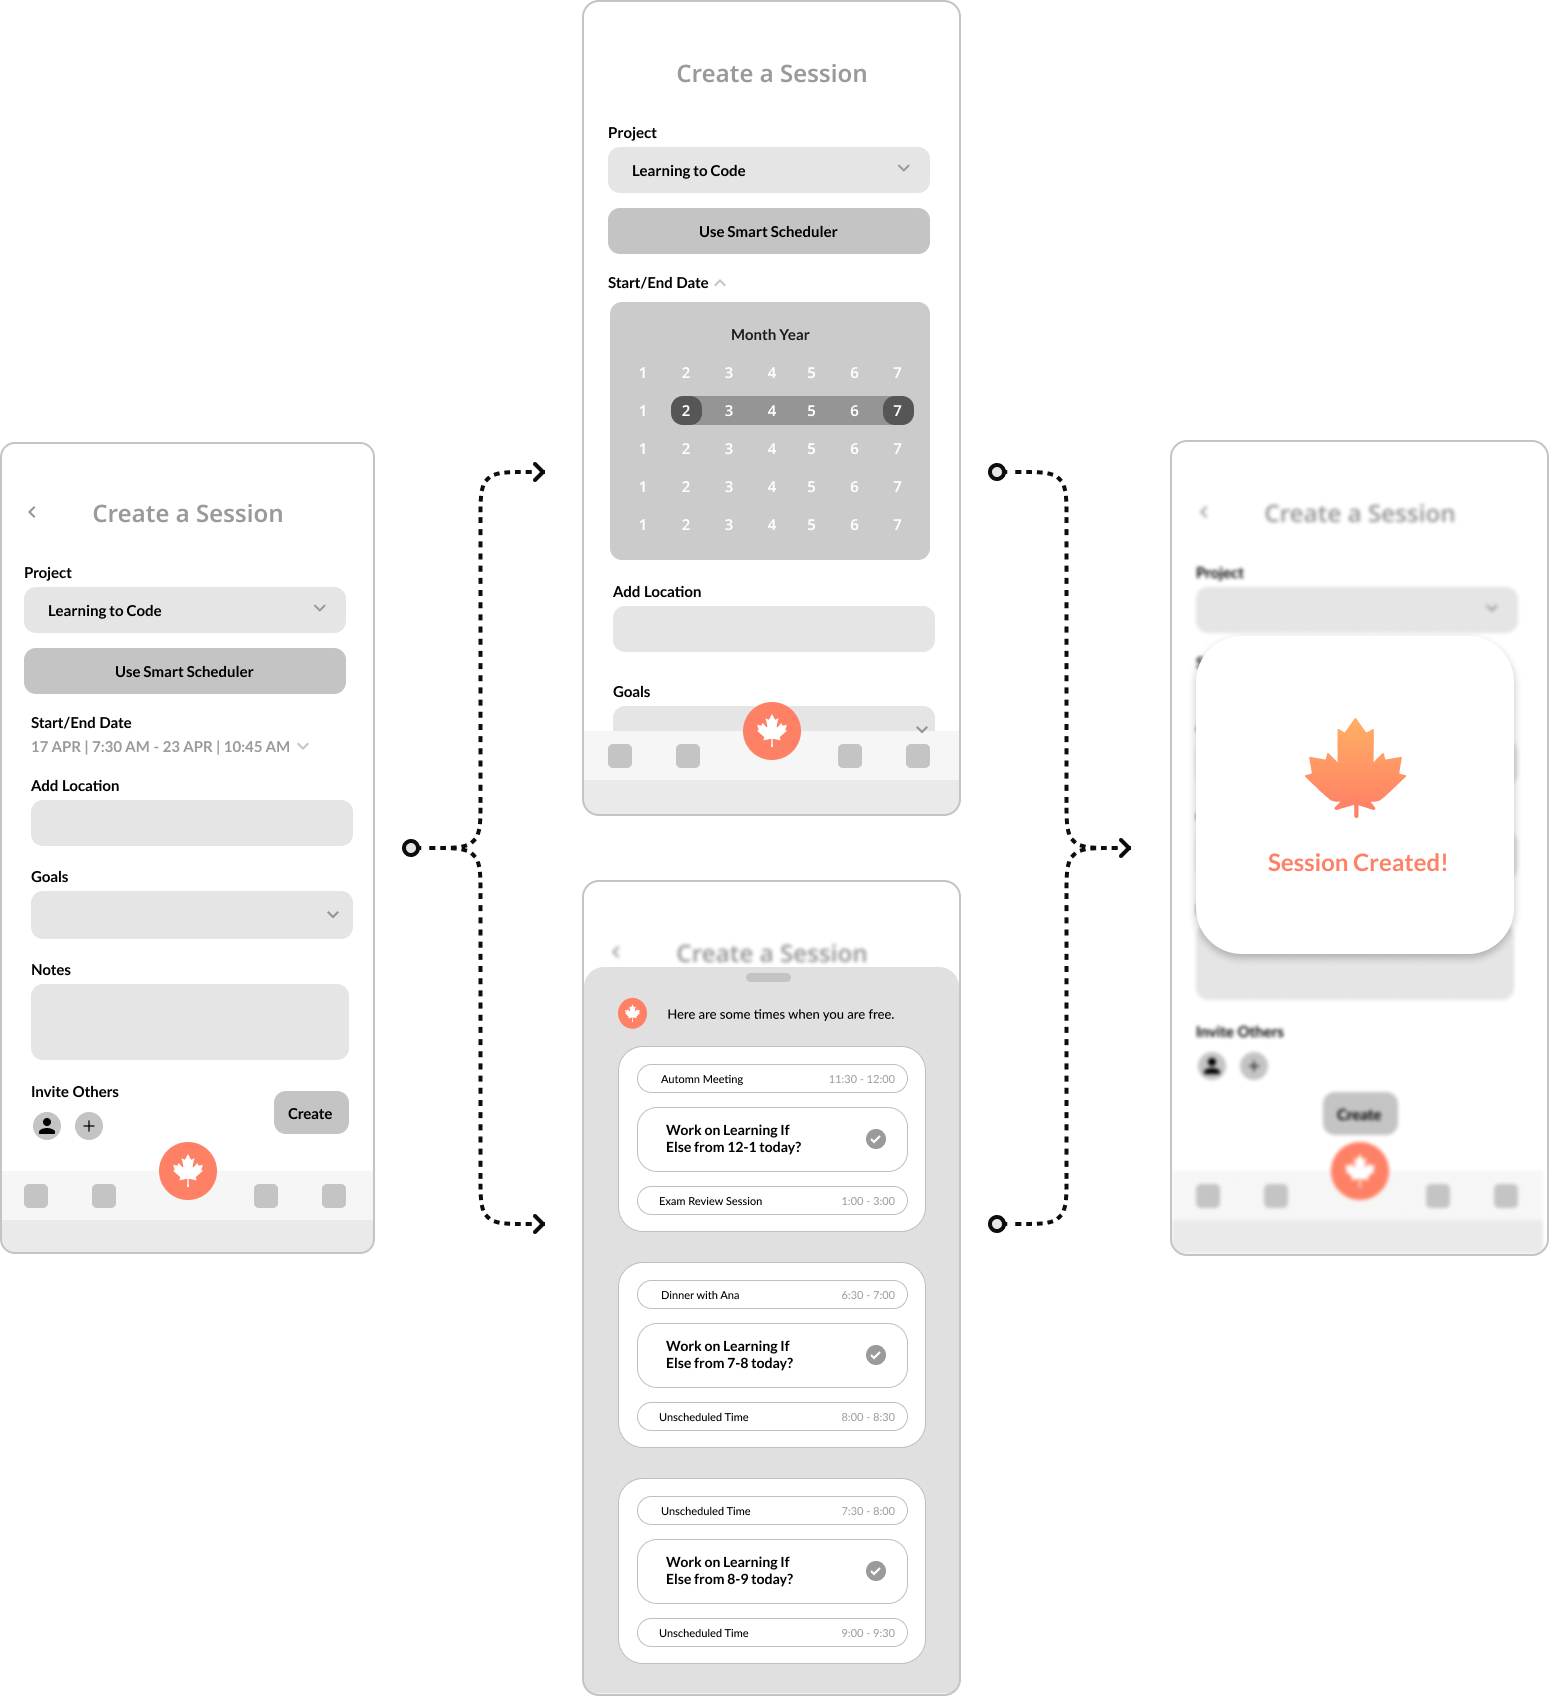 Create a Session
Project
Learning to Code
Use Smart Scheduler
Start/End Date
17 APR | 7:30 AM - 23 APR | 10:45 AM
Add Location
Goals
Notes
Invite Others
Create
Create a Session
Project
Learning to Code
Use Smart Scheduler
Start/End Date
Month Year
1 2 3 4 5 6 7
1 2 3 4 5 6 7
1 2 3 4 5 6 7
1 2 3 4 5 6 7
1 2 3 4 5 6 7
Add Location
Goals
Create a Session
Here are some times when you are free.
Automn Meeting 11:30 - 12:00
Work on Learning If
Else from 12-1 today?
Exam Review Session 1:00 - 3:00
Dinner with Ana 6:30 - 7:00
Work on Learning If
Else from 7-8 today?
Unscheduled Time 8:00 - 8:30
Unscheduled Time 7:30 - 8:00
Work on Learning If
Else from 8-9 today?
Unscheduled Time 9:00 - 9:30
Create a Session
Project
Session Created!
Invite Others
Create